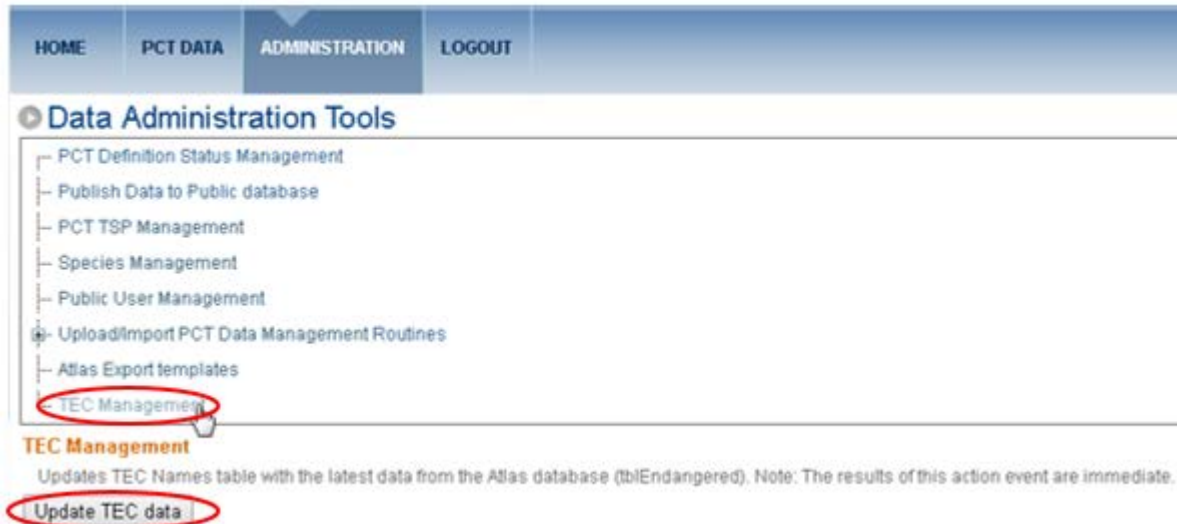 HOME PCT DATA ADMINISTRATION LOGOUT
Data Administration Tools
PCT Definition Status Management
Publish Data to Public database
PCT TSP Management
Species Management
Public User Management
Upload/Import PCT Data Management Routines
Atlas Export templates
TEC Management
TEC Management
Updates TEC Names table with the latest data from the Atlas database (tblEndangered). Note: The results of this action event are immediate.
Update TEC data